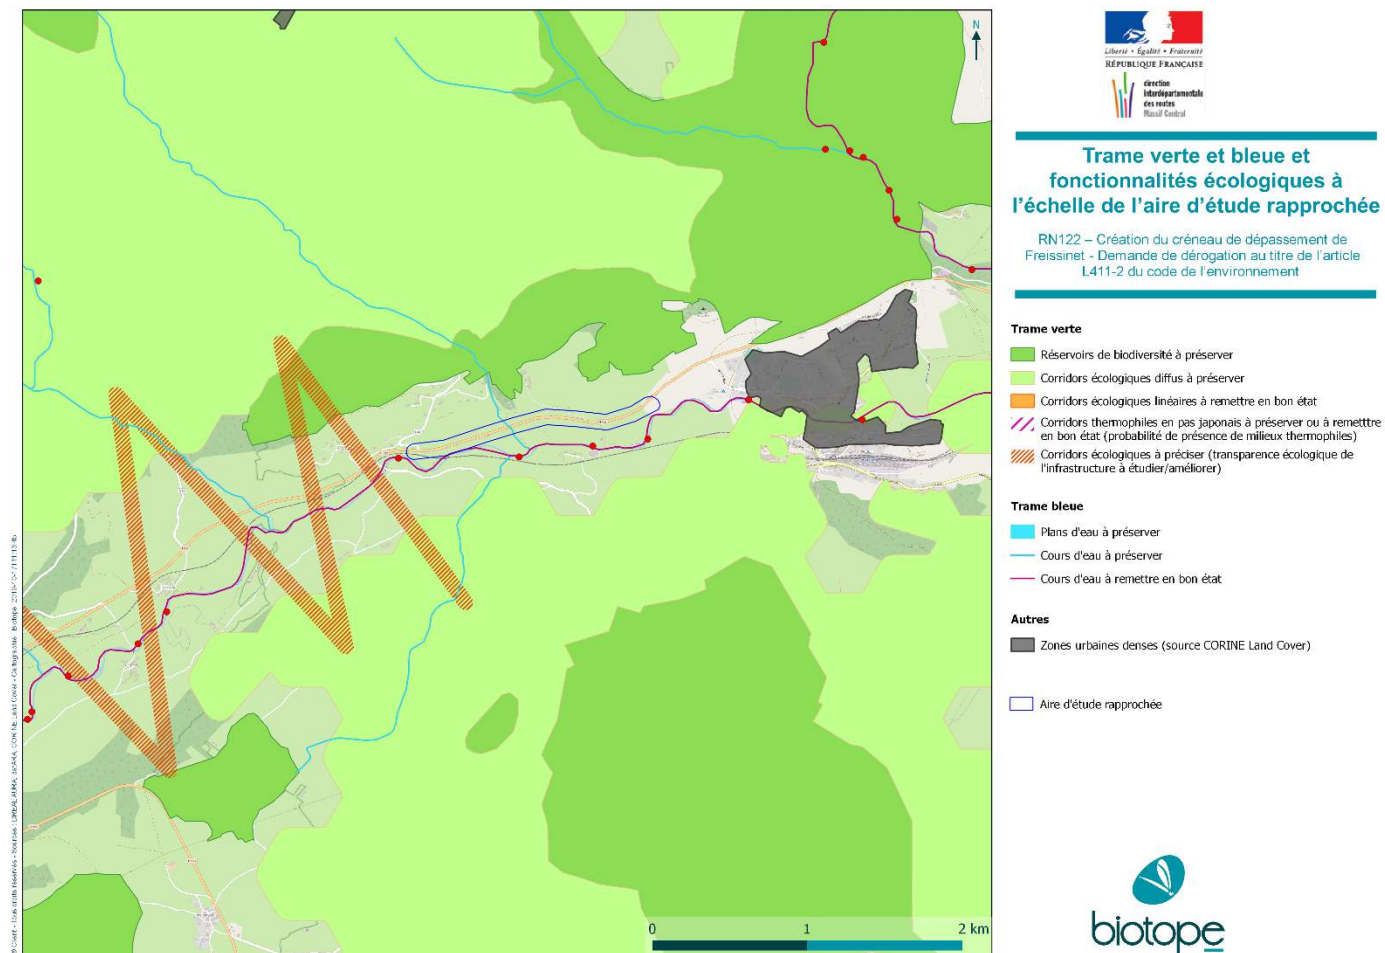 N
0 1 2 km
Liberté • Égalité • Fraternité
RÉPUBLIQUE FRANÇAISE
direction
interdépartementale
des routes
Massif Central
Trame verte et bleue et
fonctionnalités écologiques à
l'échelle de l'aire d'étude rapprochée
RN122 – Création du créneau de dépassement de
Freissinet - Demande de dérogation au titre de l'article
L411-2 du code de l'environnement
Trame verte
Réservoirs de biodiversité à préserver
Corridors écologiques diffus à préserver
Corridors écologiques linéaires à remettre en bon état
Corridors thermophiles en pas japonais à préserver ou à remetttre
en bon état (probabilité de présence de milieux thermophiles)
Corridors écologiques à préciser (transparence écologique de
l'infrastructure à étudier/améliorer)
Trame bleue
Plans d'eau à préserver
Cours d'eau à préserver
Cours d'eau à remettre en bon état
Autres
Zones urbaines denses (source CORINE Land Cover)
Aire d'étude rapprochée
biotope